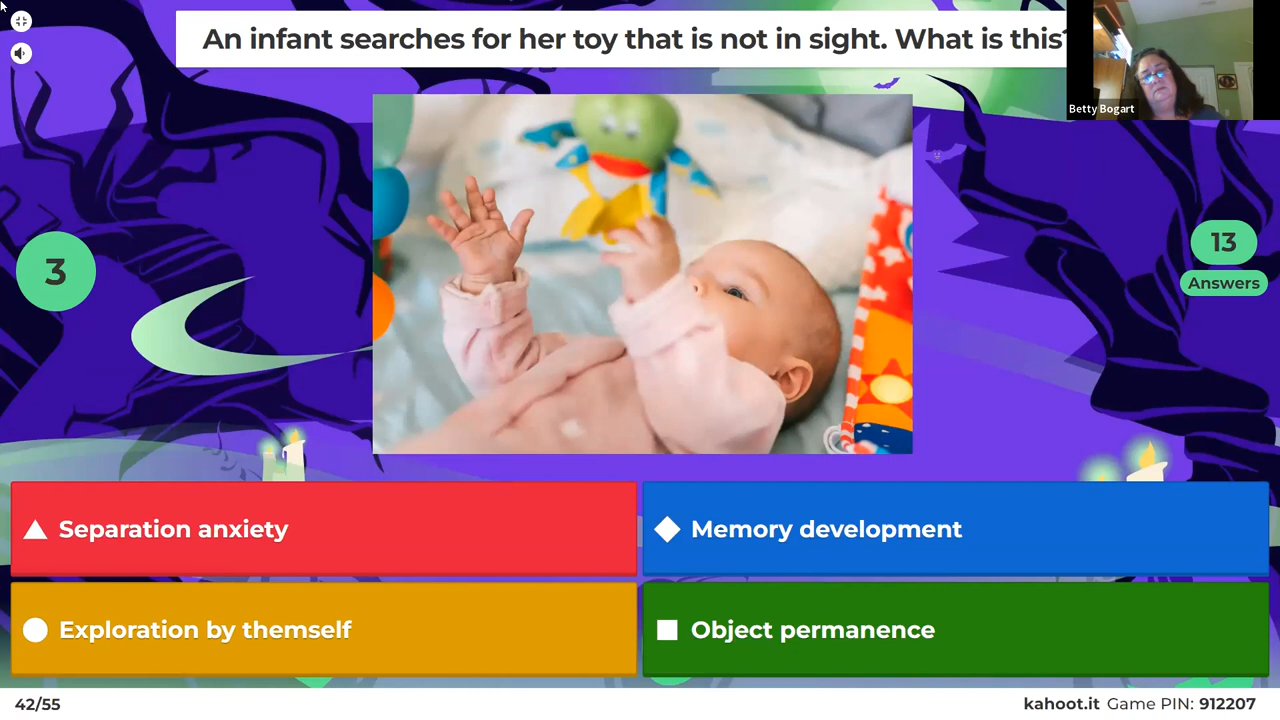 An infant searches for her toy that is not in sight. What is this?
Betty Bogart
3
13
Answers
Separation anxiety
Memory development
Exploration by themself
Object permanence
42/55
kahoot.it Game PIN: 912207